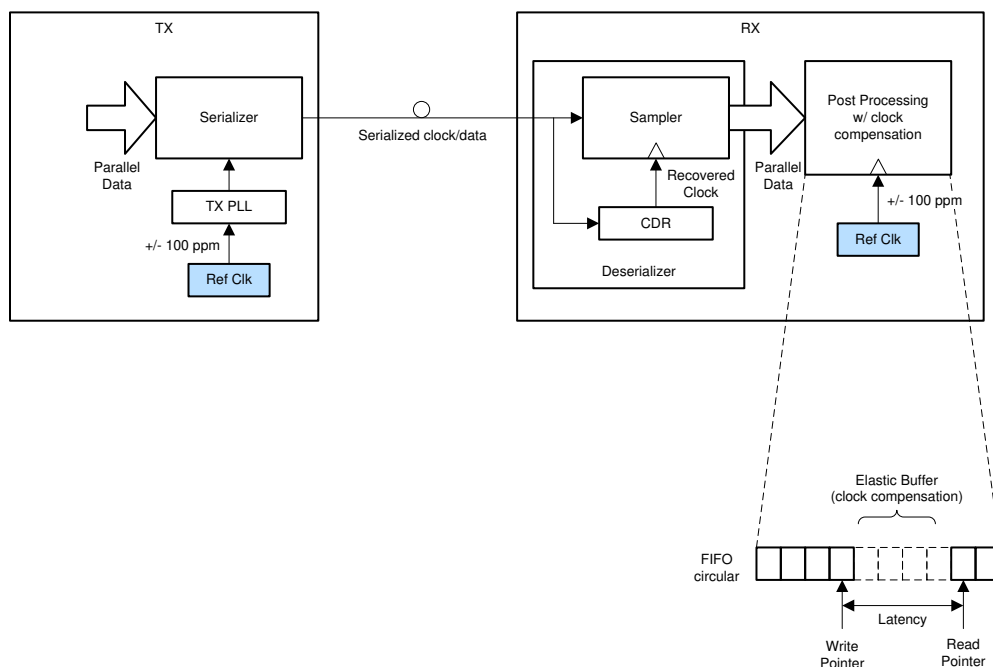 TX
RX
Serializer
Sampler
Post Processing
w/ clock
compensation
Serialized clock/data
Parallel
Data
Recovered
Clock
Parallel
Data
TX PLL
CDR
+/- 100 ppm
+/- 100 ppm
Ref Clk
Ref Clk
Deserializer
Elastic Buffer
(clock compensation)
FIFO
circular
Latency
Write
Pointer
Read
Pointer